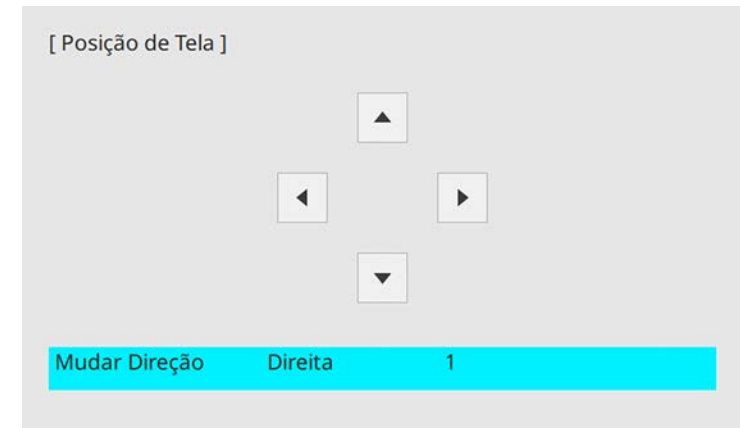 [ Posição de Tela ]
Mudar Direção Direita 1